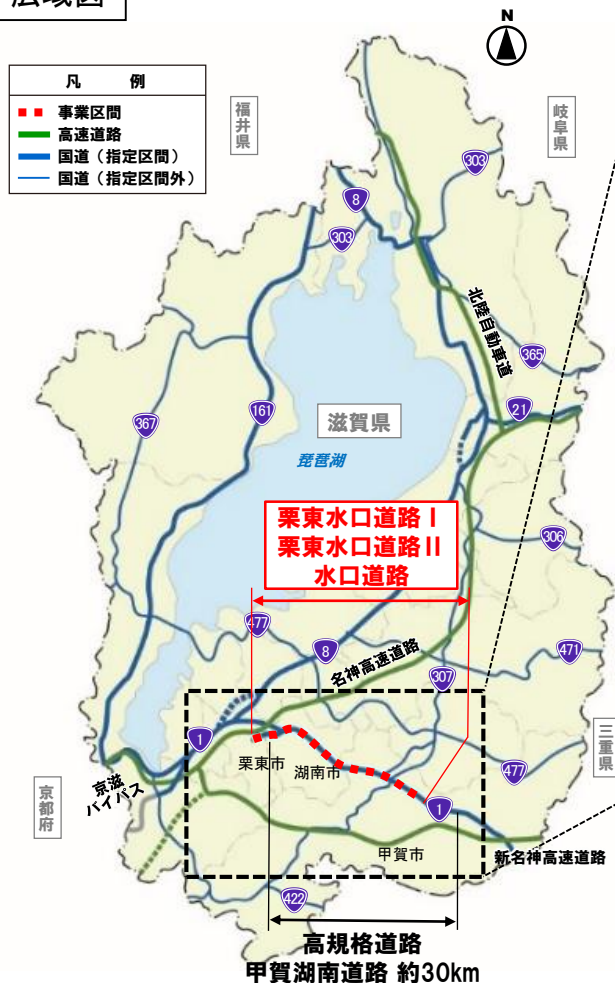 広域図
N
凡 例
事業区間
高速道路
国道（指定区間）
国道（指定区間外）
福井県
岐阜県
303
8
303
北陸自動車道
365
21
161
367
滋賀県
琵琶湖
栗東水口道路Ⅰ
栗東水口道路Ⅱ
水口道路
306
477
8
名神高速道路
307
471
三重県
1
栗東市
湖南市
477
京滋
バイパス
京都府
1
甲賀市
新名神高速道路
422
高規格道路
甲賀湖南道路 約30km